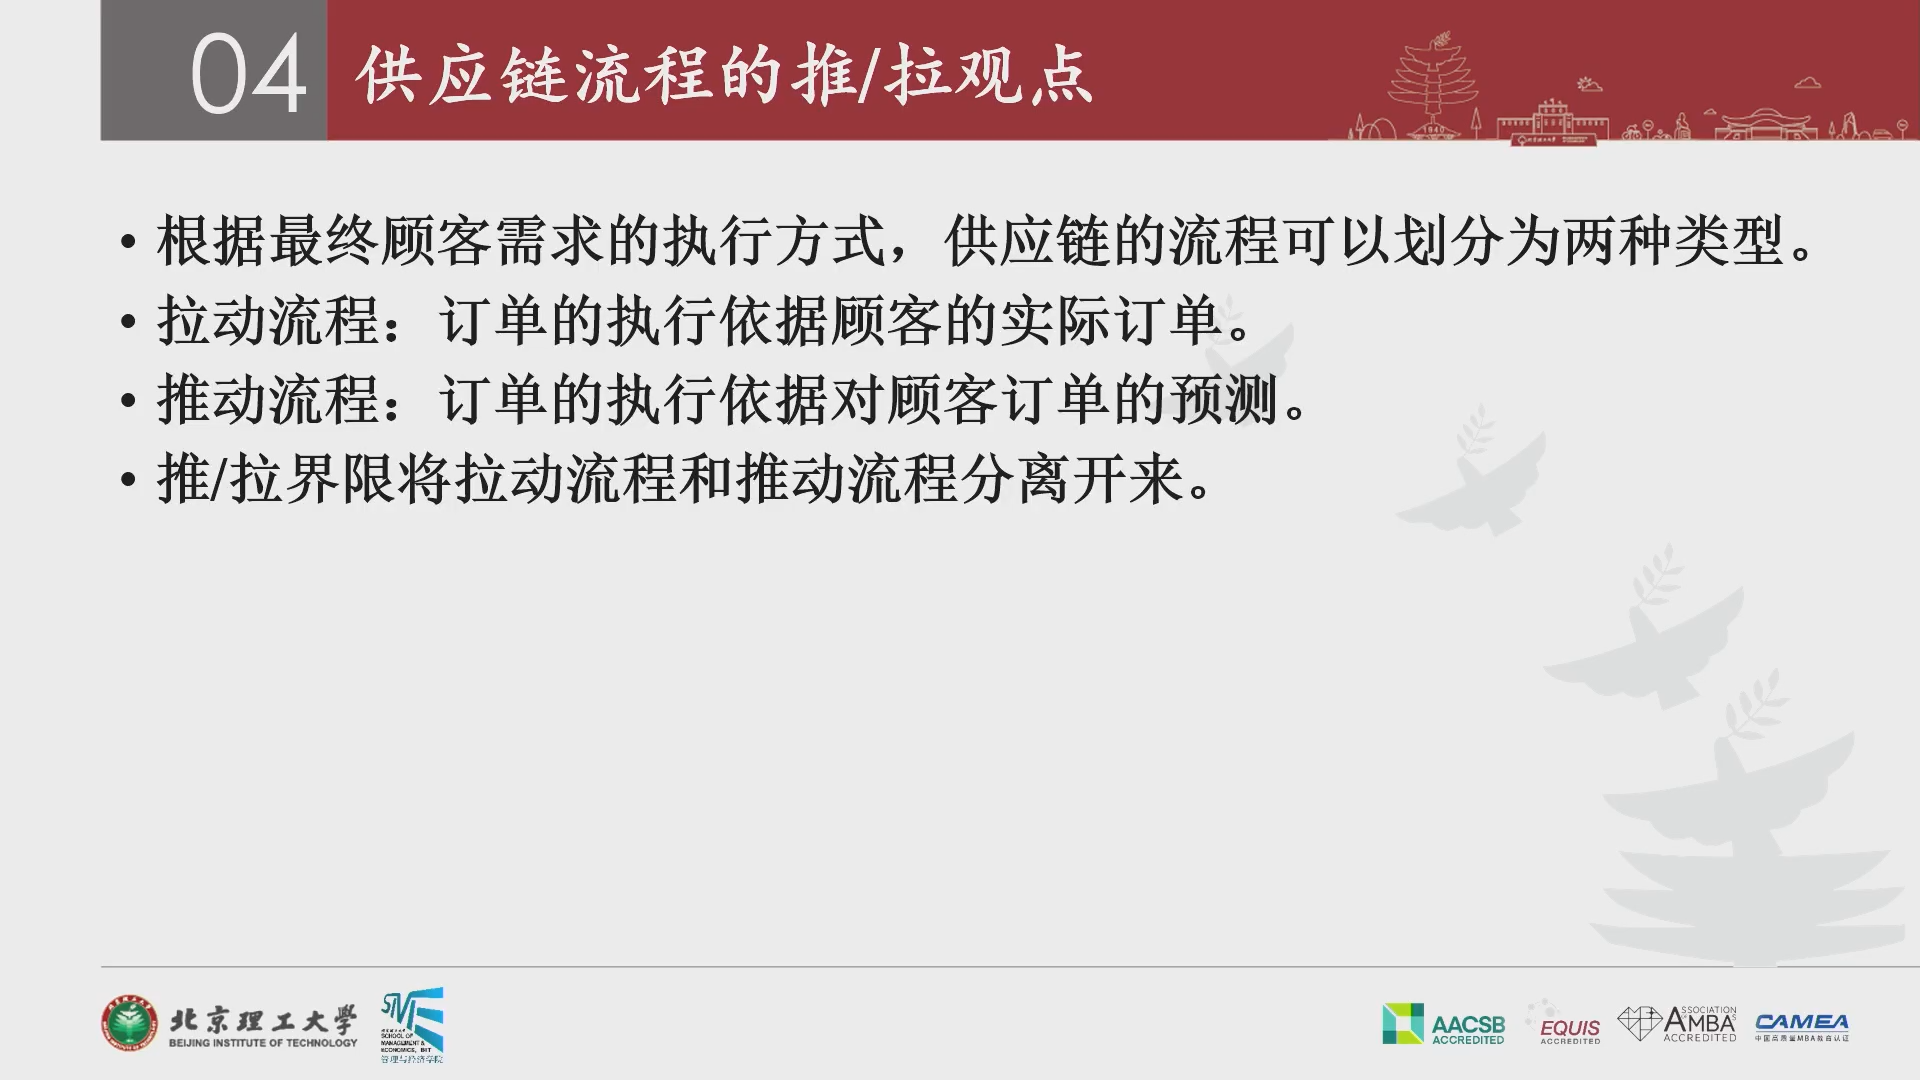 04 供应链流程的推/拉观点
1940
• 根据最终顾客需求的执行方式，供应链的流程可以划分为两种类型。
• 拉动流程：订单的执行依据顾客的实际订单。
• 推动流程：订单的执行依据对顾客订单的预测。
• 推/拉界限将拉动流程和推动流程分离开来。
北京理工大学
BEIJING INSTITUTE OF TECHNOLOGY
SCHOOL OF
MANAGEMENT &
ECONOMICS, BIT
管理与经济学院
AACSB
ACCREDITED
EQUIS
ACCREDITED
ASSOCIATION
AMBA
ACCREDITED
CAMEA
中国高质量MBA教育认证